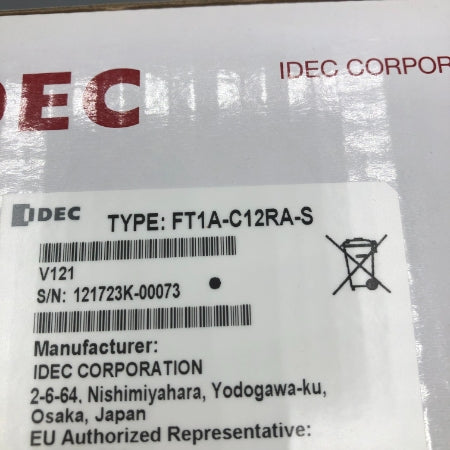 IDEC
IDEC CORPOR
IDEC TYPE: FT1A-C12RA-S
V121
S/N: 121723K-00073
Manufacturer:
IDEC CORPORATION
2-6-64, Nishimiyahara, Yodogawa-ku,
Osaka, Japan
EU Authorized Representative: